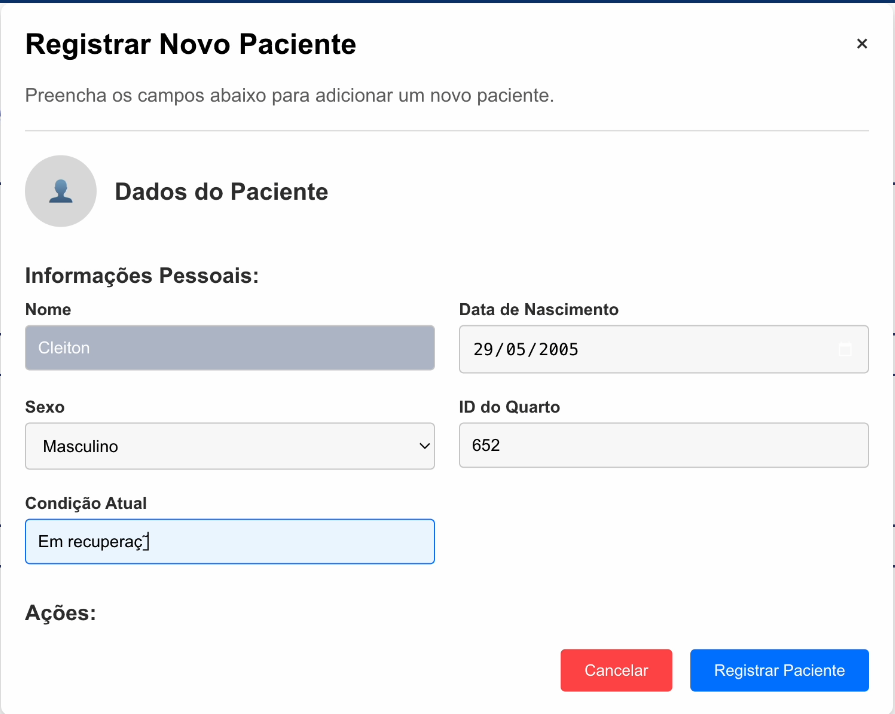 Registrar Novo Paciente
×
Preencha os campos abaixo para adicionar um novo paciente.
Dados do Paciente
Informações Pessoais:
Nome
Data de Nascimento
Cleiton
29/05/2005
Sexo
ID do Quarto
Masculino
652
Condição Atual
Em recuperaç~
Ações:
Cancelar
Registrar Paciente